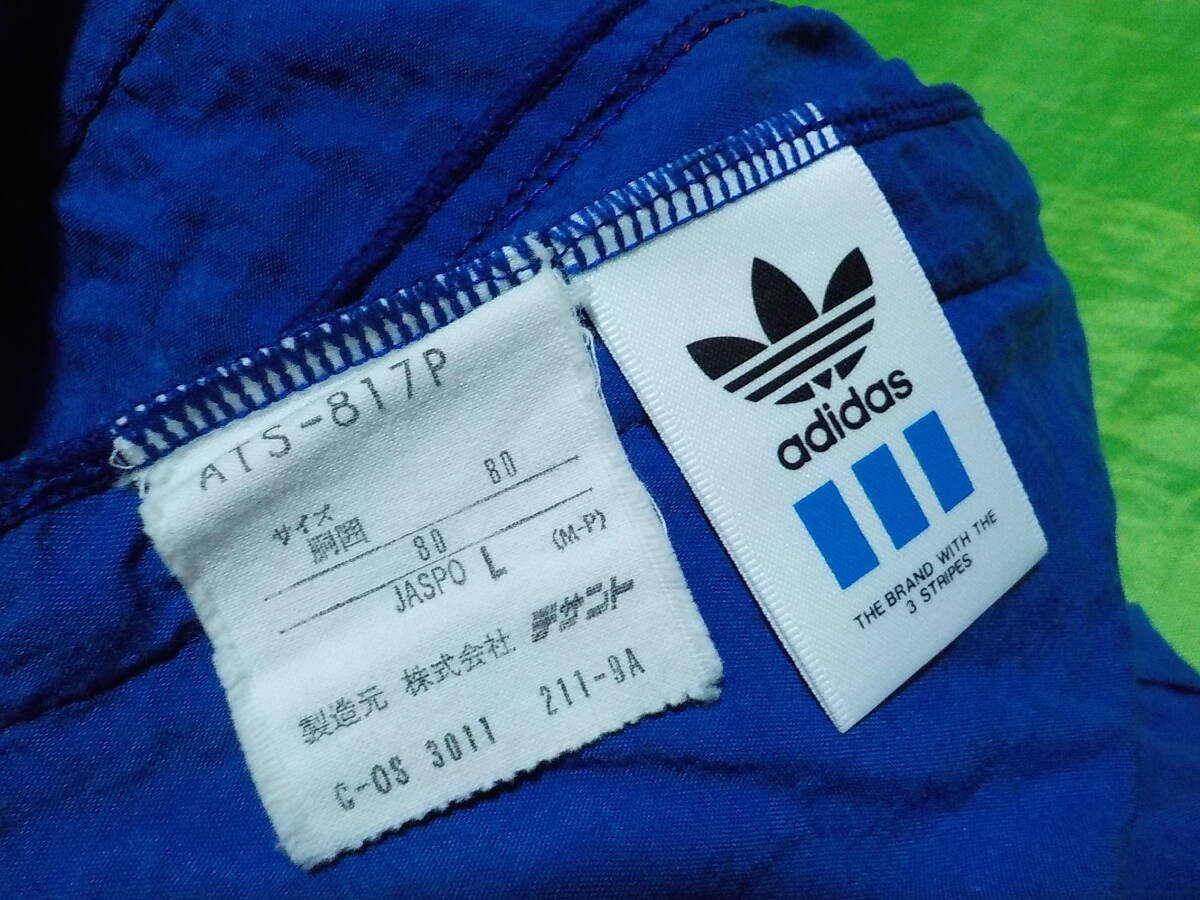 ATS-817P
サイズ 80
胴囲 80
JASPO L (M-P)
製造元 株式会社 デサント
C-OS 3011 211-9A
adidas
THE BRAND WITH THE
3 STRIPES